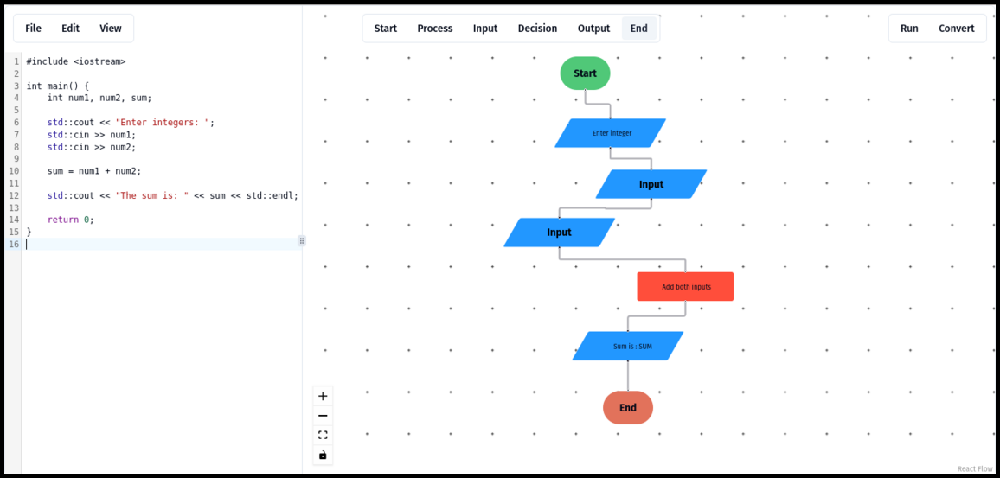 File Edit View
Start Process Input Decision Output End
Run Convert
1 #include <iostream>
2
3 int main() {
4     int num1, num2, sum;
5
6     std::cout << "Enter integers: ";
7     std::cin >> num1;
8     std::cin >> num2;
9
10     sum = num1 + num2;
11
12     std::cout << "The sum is: " << sum << std::endl;
13
14     return 0;
15 }
16
Start
Enter integer
Input
Input
Add both inputs
Sum is : SUM
End
React Flow